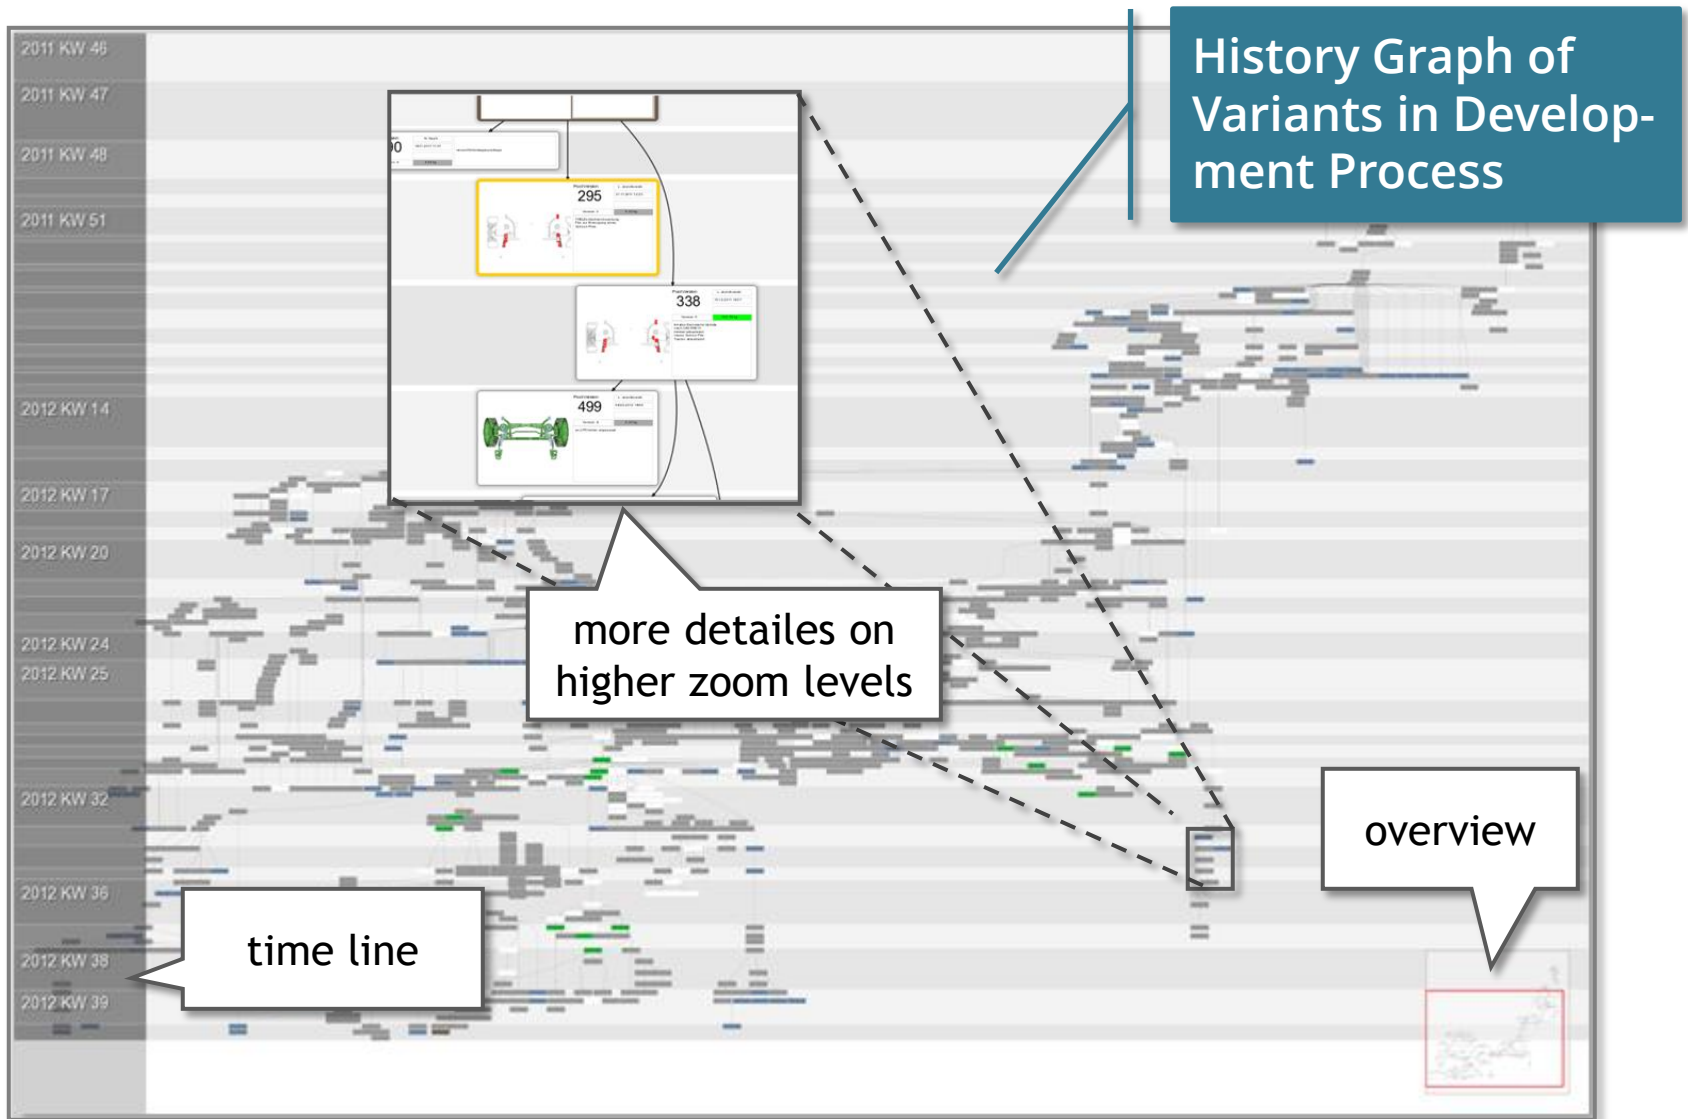 History Graph of
Variants in Develop-
ment Process
2011 KW 46
2011 KW 47
2011 KW 48
2011 KW 51
2012 KW 14
2012 KW 17
2012 KW 20
2012 KW 24
2012 KW 25
2012 KW 32
2012 KW 36
2012 KW 38
2012 KW 39
295
338
499
more detailes on
higher zoom levels
time line
overview